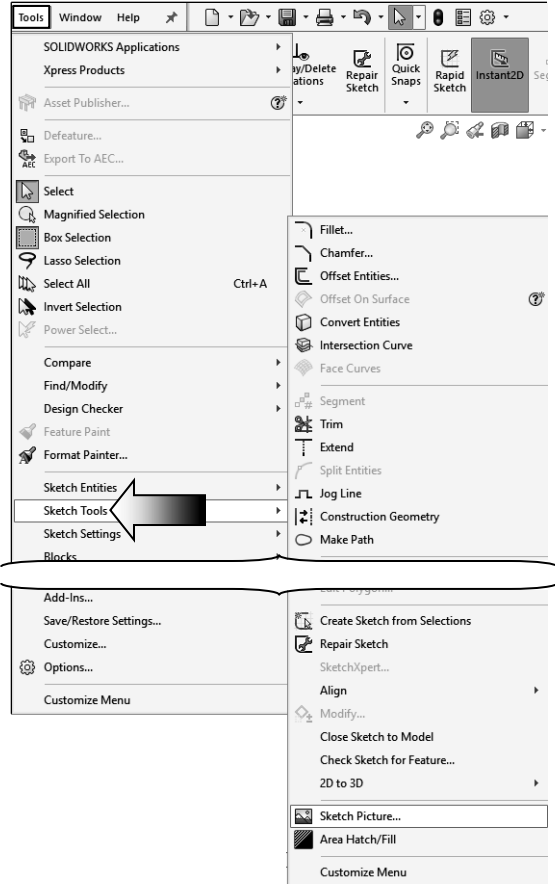 Tools Window Help
SOLIDWORKS Applications
Xpress Products
Asset Publisher...
Defeature...
Export To AEC...
AEC
Select
Magnified Selection
Box Selection
Lasso Selection
Select All Ctrl+A
Invert Selection
Power Select...
Compare
Find/Modify
Design Checker
Feature Paint
Format Painter...
Sketch Entities
Sketch Tools
Sketch Settings
Blocks
Add-Ins...
Save/Restore Settings...
Customize...
Options...
Customize Menu
Repair
Sketch
Quick
Snaps
Rapid
Sketch
Instant2D
Fillet...
Chamfer...
Offset Entities...
Offset On Surface
Convert Entities
Intersection Curve
Face Curves
Segment
Trim
Extend
Split Entities
Jog Line
Construction Geometry
Make Path
Edit Polygon...
Create Sketch from Selections
Repair Sketch
SketchXpert...
Align
Modify...
Close Sketch to Model
Check Sketch for Feature...
2D to 3D
Sketch Picture...
Area Hatch/Fill
Customize Menu